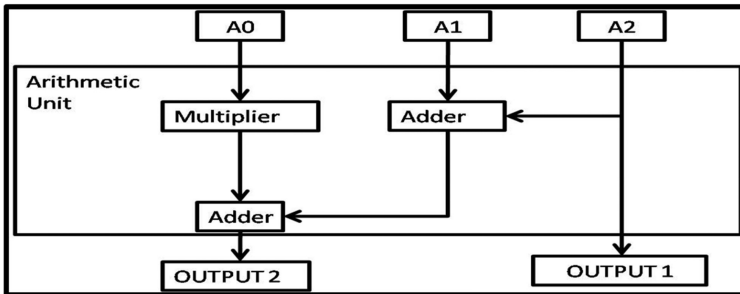 A0
A1
A2
Arithmetic
Unit
Multiplier
Adder
Adder
OUTPUT 2
OUTPUT 1